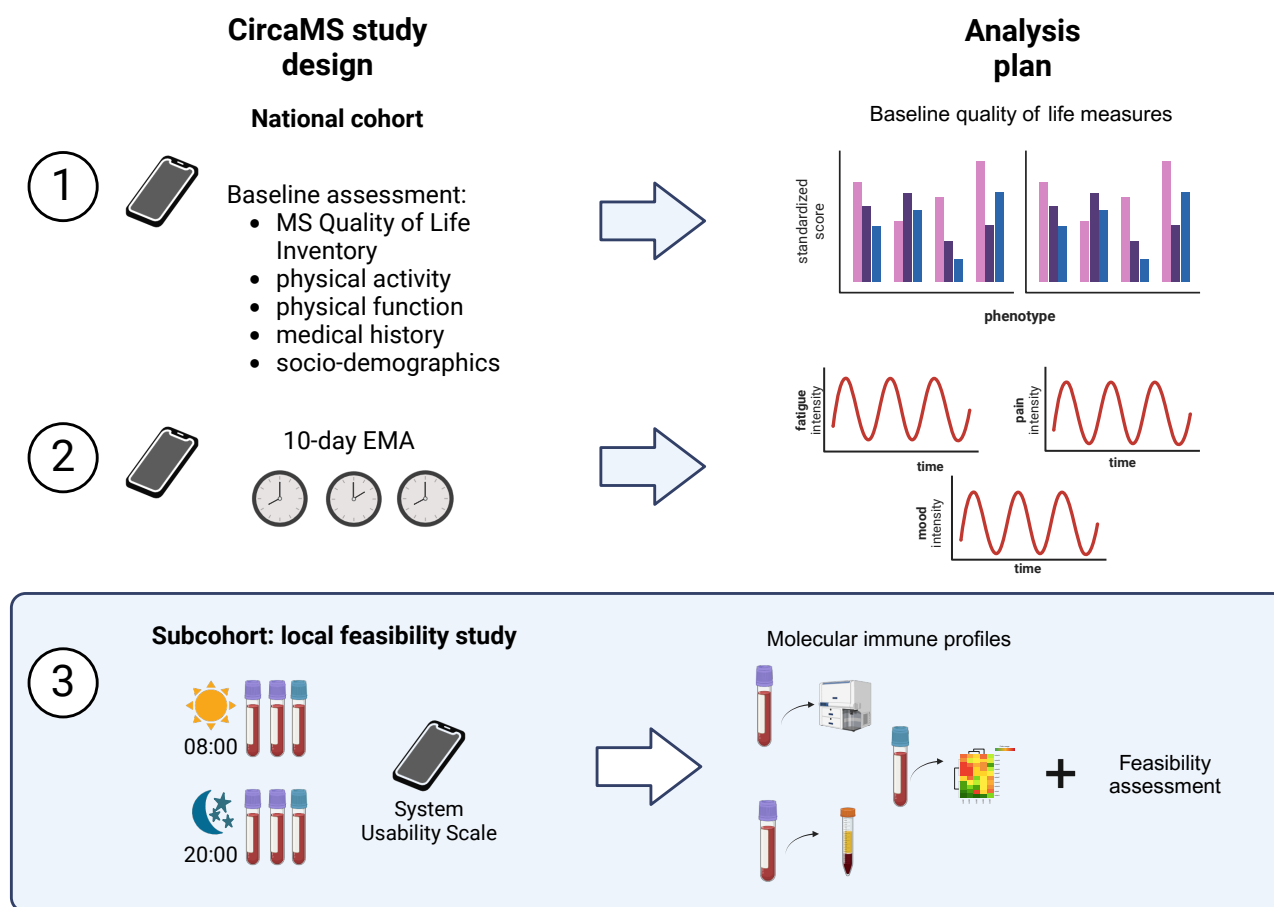 CircaMS study
design
Analysis
plan
National cohort
Baseline quality of life measures
1
Baseline assessment:
• MS Quality of Life
Inventory
• physical activity
• physical function
• medical history
• socio-demographics
standardized
score
phenotype
2
10-day EMA
fatigue
intensity
time
pain
intensity
time
mood
intensity
time
3
Subcohort: local feasibility study
Molecular immune profiles
08:00
20:00
System
Usability Scale
+
Feasibility
assessment